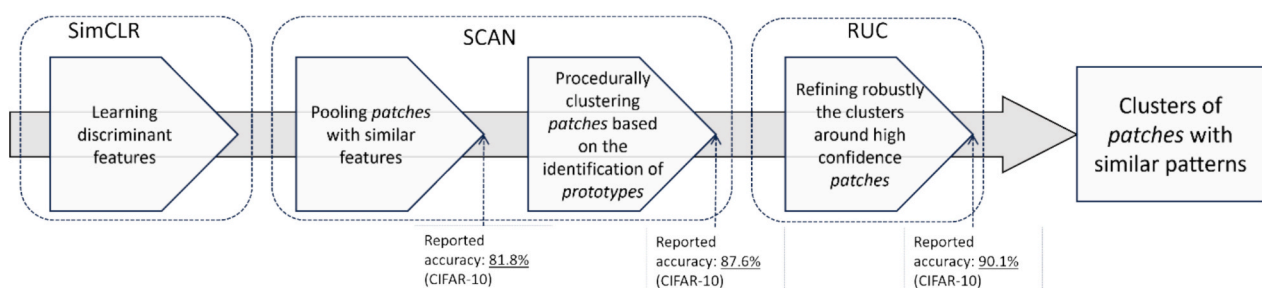 SimCLR
Learning
discriminant
features
SCAN
Pooling patches
with similar
features
Reported
accuracy: 81.8%
(CIFAR-10)
Procedurally
clustering
patches based
on the
identification of
prototypes
Reported
accuracy: 87.6%
(CIFAR-10)
RUC
Refining robustly
the clusters
around high
confidence
patches
Reported
accuracy: 90.1%
(CIFAR-10)
Clusters of
patches with
similar patterns